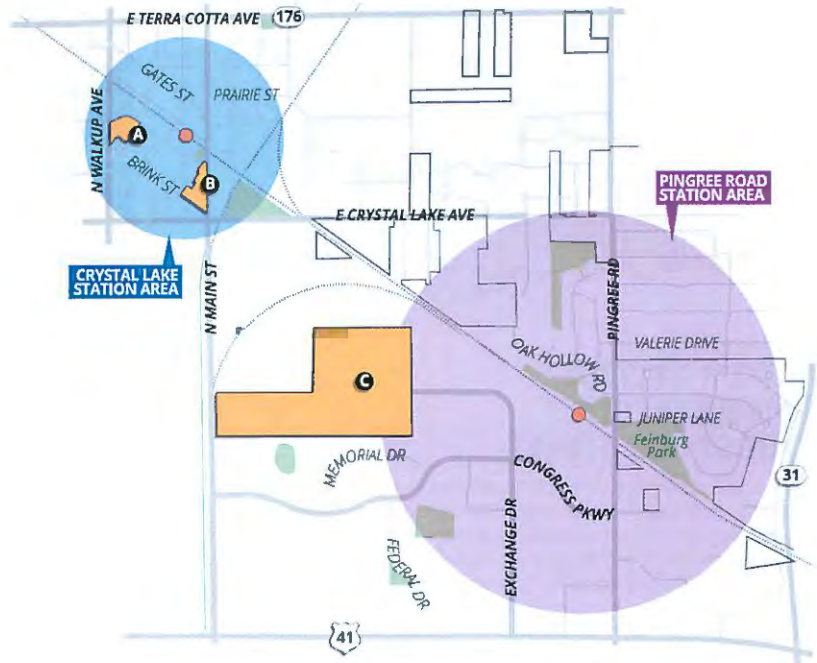 E TERRA COTTA AVE 176
GATES ST
PRAIRIE ST
N WALKUP AVE
A
BRINK ST
B
PINGREE ROAD
STATION AREA
E CRYSTAL LAKE AVE
CRYSTAL LAKE
STATION AREA
N MAIN ST
PINGREE RD
OAK HOLLOW RD
VALERIE DRIVE
C
JUNIPER LANE
Feinburg
Park
MEMORIAL DR
CONGRESS PKWY
31
EXCHANGE DR
FEDERAL DR
41